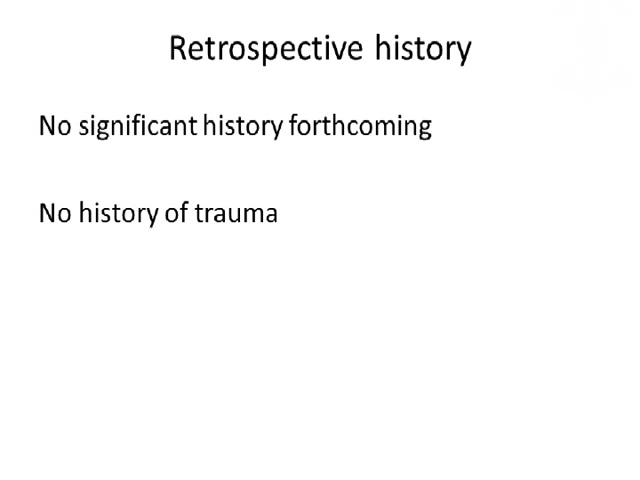 Retrospective history
No significant history forthcoming
No history of trauma